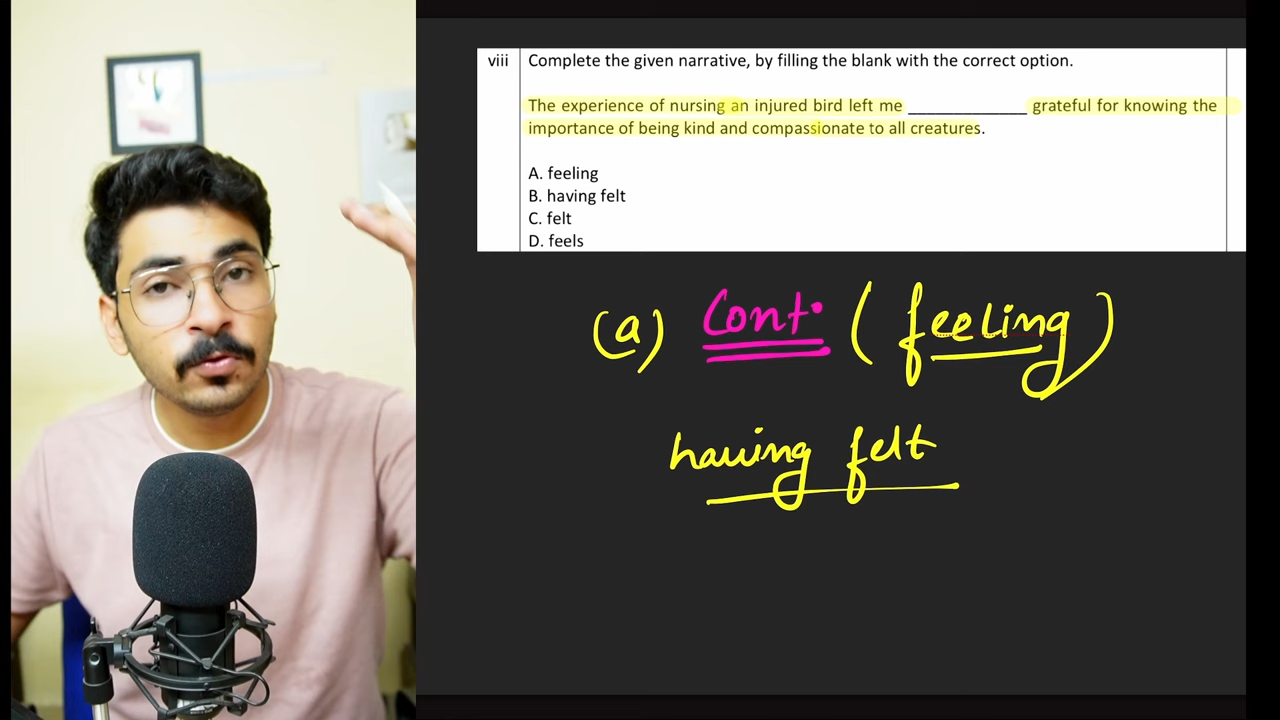 viii Complete the given narrative, by filling the blank with the correct option.
The experience of nursing an injured bird left me _____________ grateful for knowing the
importance of being kind and compassionate to all creatures.
A. feeling
B. having felt
C. felt
D. feels
(a) Cont. (feeling)
having felt